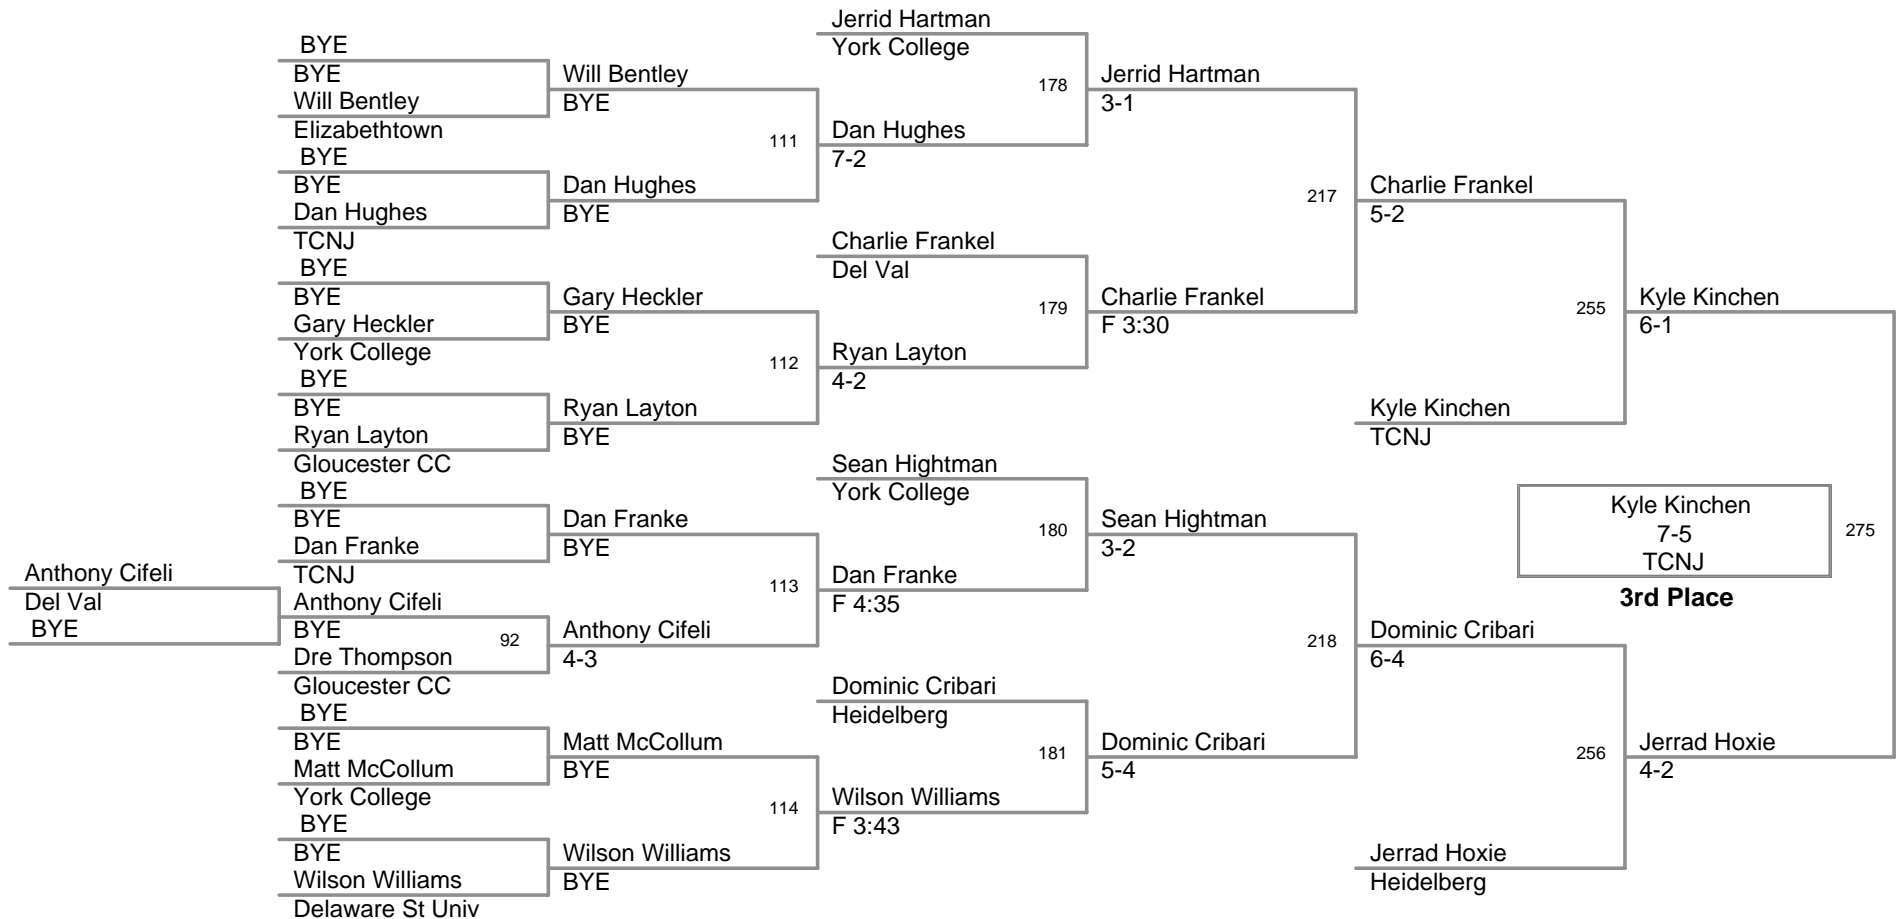 Anthony Cifeli
Del Val
BYE
BYE
BYE
Will Bentley
Elizabethtown
BYE
BYE
Dan Hughes
TCNJ
BYE
BYE
Gary Heckler
York College
BYE
BYE
Ryan Layton
Gloucester CC
BYE
BYE
Dan Franke
TCNJ
Anthony Cifeli
BYE
92
Dre Thompson
Gloucester CC
BYE
BYE
Matt McCollum
York College
BYE
BYE
Wilson Williams
Delaware St Univ
Will Bentley
BYE
111
Dan Hughes
BYE
Gary Heckler
BYE
112
Ryan Layton
BYE
Dan Franke
BYE
113
Anthony Cifeli
4-3
Matt McCollum
BYE
114
Wilson Williams
BYE
Jerrid Hartman
York College
178
Dan Hughes
7-2
Charlie Frankel
Del Val
179
Ryan Layton
4-2
Sean Hightman
York College
180
Dan Franke
F 4:35
Dominic Cribari
Heidelberg
181
Wilson Williams
F 3:43
Jerrid Hartman
3-1
217
Charlie Frankel
F 3:30
Sean Hightman
3-2
218
Dominic Cribari
5-4
Charlie Frankel
5-2
255
Kyle Kinchen
TCNJ
Dominic Cribari
6-4
256
Jerrad Hoxie
Heidelberg
Kyle Kinchen
6-1
Kyle Kinchen
7-5
TCNJ
275
3rd Place
Jerrad Hoxie
4-2